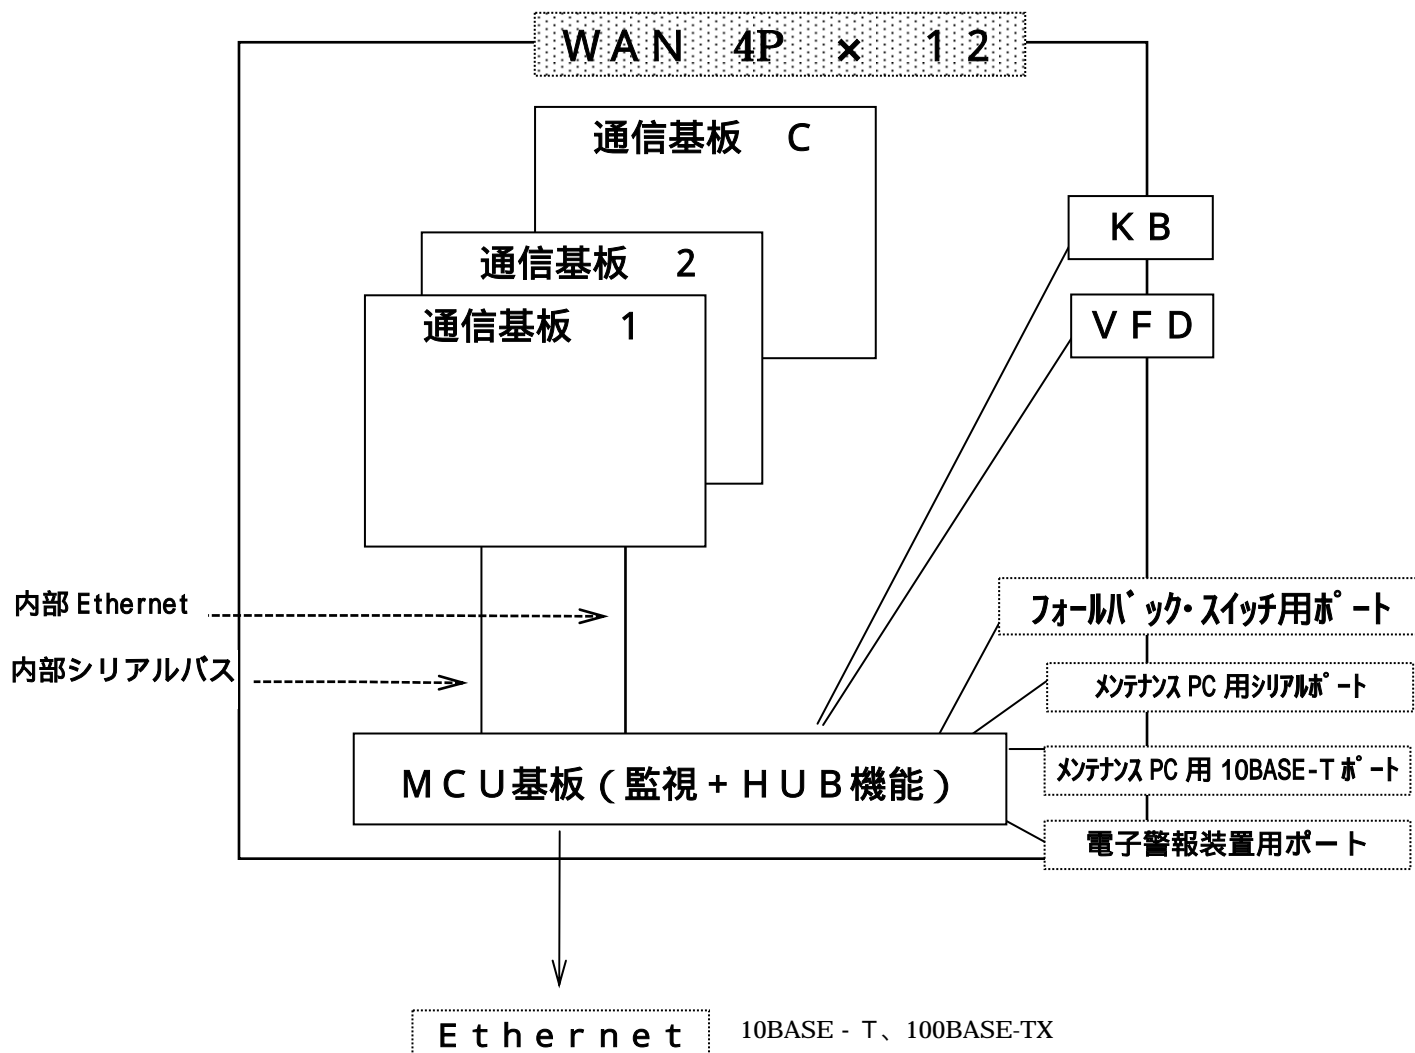 ＷＡＮ　4P　×　１２
通信基板　C
通信基板　2
通信基板　1
ＫＢ
ＶＦＤ
内部 Ethernet
内部シリアルバス
ﾌｫｰﾙﾊﾞｯｸ･ｽｲｯﾁ用ﾎﾟｰﾄ
ﾒﾝﾃﾅﾝｽ PC 用ｼﾘｱﾙﾎﾟｰﾄ
ﾒﾝﾃﾅﾝｽ PC 用 10BASE-T ﾎﾟｰﾄ
電子警報装置用ポート
ＭＣＵ基板（監視＋ＨＵＢ機能）
Ｅｔｈｅｒｎｅｔ
10BASE‐Ｔ、100BASE-TX